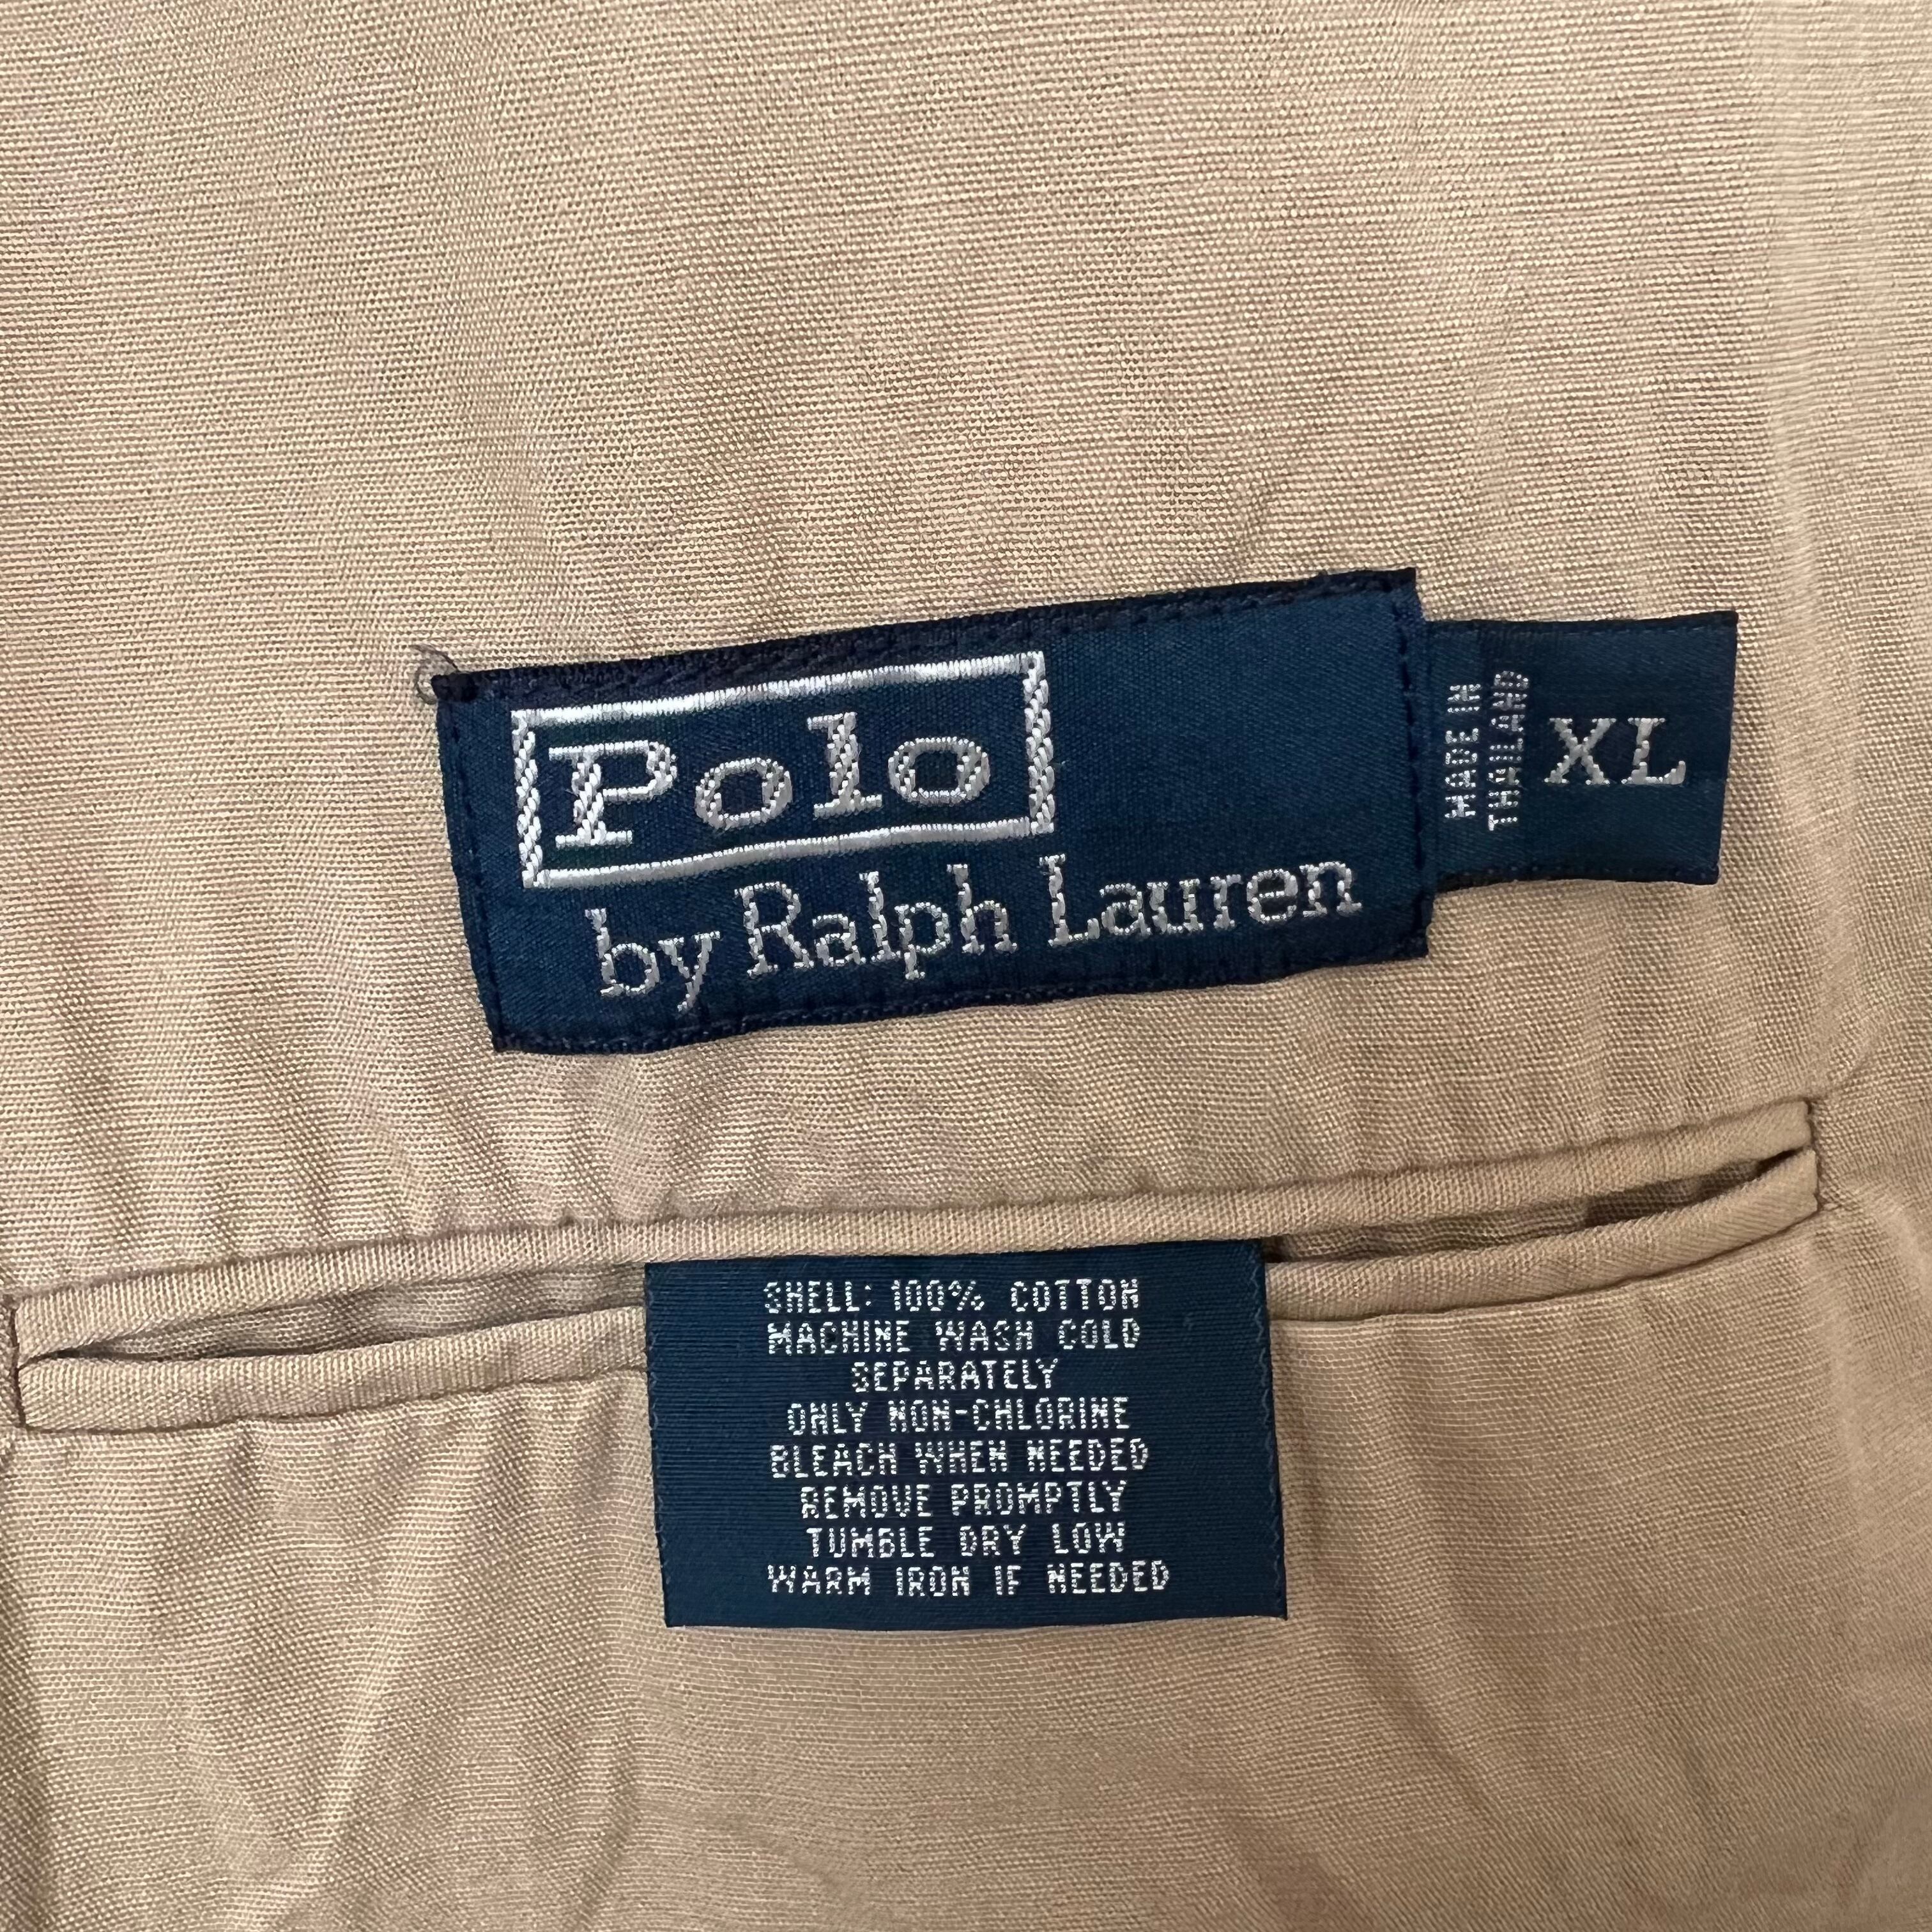 Polo
by Ralph Lauren
MADE IN
THAILAND
XL
SHELL: 100% COTTON
MACHINE WASH COLD
SEPARATELY
ONLY NON-CHLORINE
BLEACH WHEN NEEDED
REMOVE PROMPTLY
TUMBLE DRY LOW
WARM IRON IF NEEDED